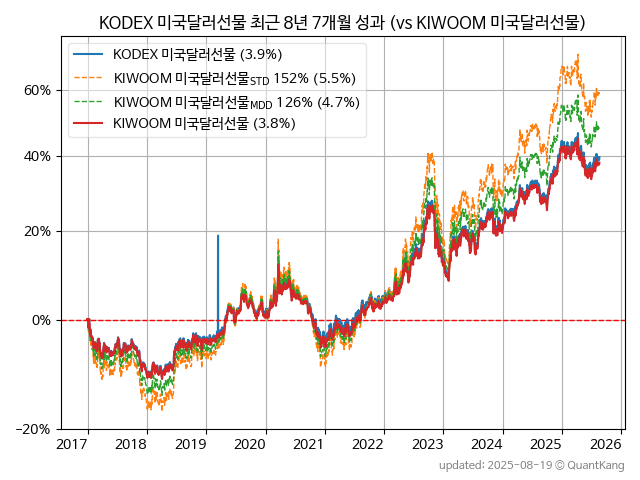 KODEX 미국달러선물 최근 8년 7개월 성과 (vs KIWOOM 미국달러선물)
KODEX 미국달러선물 (3.9%)
KIWOOM 미국달러선물STD 152% (5.5%)
KIWOOM 미국달러선물MDD 126% (4.7%)
KIWOOM 미국달러선물 (3.8%)
60%
40%
20%
0%
−20%
2017 2018 2019 2020 2021 2022 2023 2024 2025 2026
updated: 2025-08-19 © QuantKang